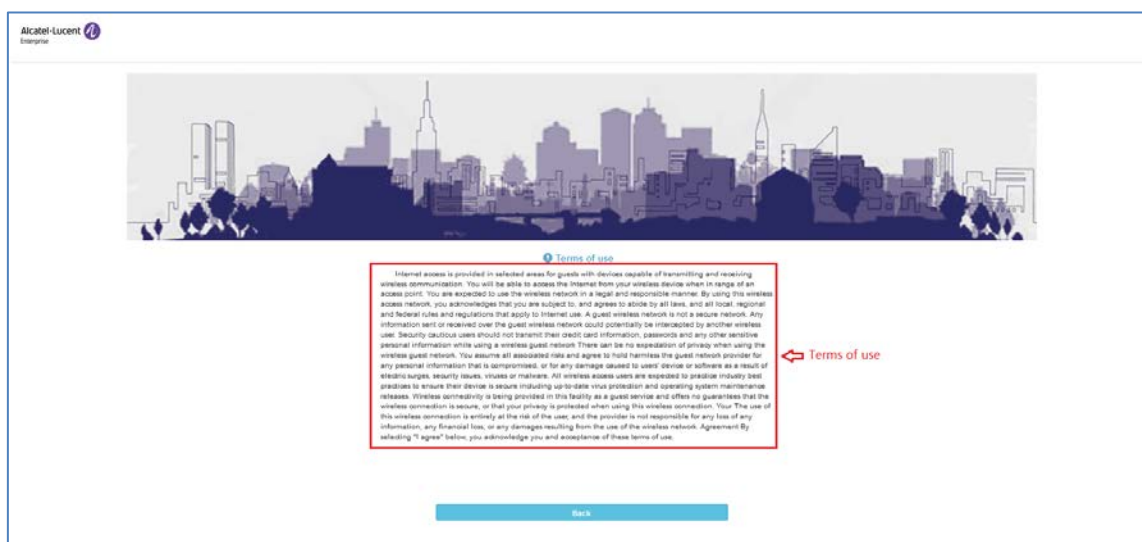 Alcatel·Lucent
Enterprise
Terms of use
Internet access is provided in selected areas for guests with devices capable of transmitting and receiving
wireless communication. You will be able to access the Internet from your wireless device when in range of an
access point. You are expected to use the wireless network in a legal and responsible manner. By using this wireless
access network, you acknowledges that you are subject to, and agrees to abide by all laws, and all local, regional
and federal rules and regulations that apply to Internet use. A guest wireless network is not a secure network. Any
information sent or received over the guest wireless network could potentially be intercepted by another wireless
user. Security cautious users should not transmit their credit card information, passwords and any other sensitive
personal information while using a wireless guest network There can be no expectation of privacy when using the
wireless guest network. You assume all associated risks and agree to hold harmless the guest network provider for
any personal information that is compromised, or for any damage caused to users' device or software as a result of
electric surges, security issues, viruses or malware. All wireless access users are expected to practice industry best
practices to ensure their device is secure including up-to-date virus protection and operating system maintenance
releases. Wireless connectivity is being provided in this facility as a guest service and offers no guarantees that the
wireless connection is secure, or that your privacy is protected when using this wireless connection. Your The use of
this wireless connection is entirely at the risk of the user, and the provider is not responsible for any loss of any
information, any financial loss, or any damages resulting from the use of the wireless network. Agreement By
selecting "I agree" below, you acknowledge you and acceptance of these terms of use.
Terms of use
Back